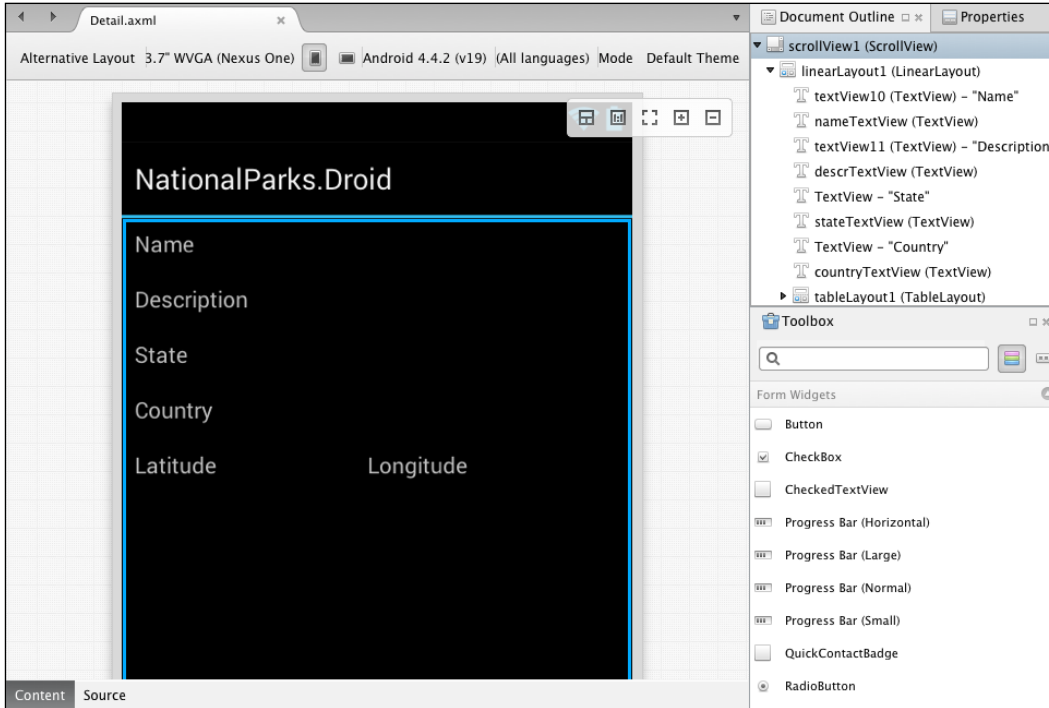 Detail.axml
Alternative Layout 3.7" WVGA (Nexus One) Android 4.4.2 (v19) (All languages) Mode Default Theme
NationalParks.Droid
Name
Description
State
Country
Latitude Longitude
Content Source
Document Outline Properties
scrollView1 (ScrollView)
linearLayout1 (LinearLayout)
textView10 (TextView) – "Name"
nameTextView (TextView)
textView11 (TextView) – "Description
descrTextView (TextView)
TextView – "State"
stateTextView (TextView)
TextView – "Country"
countryTextView (TextView)
tableLayout1 (TableLayout)
Toolbox
Form Widgets
Button
CheckBox
CheckedTextView
Progress Bar (Horizontal)
Progress Bar (Large)
Progress Bar (Normal)
Progress Bar (Small)
QuickContactBadge
RadioButton